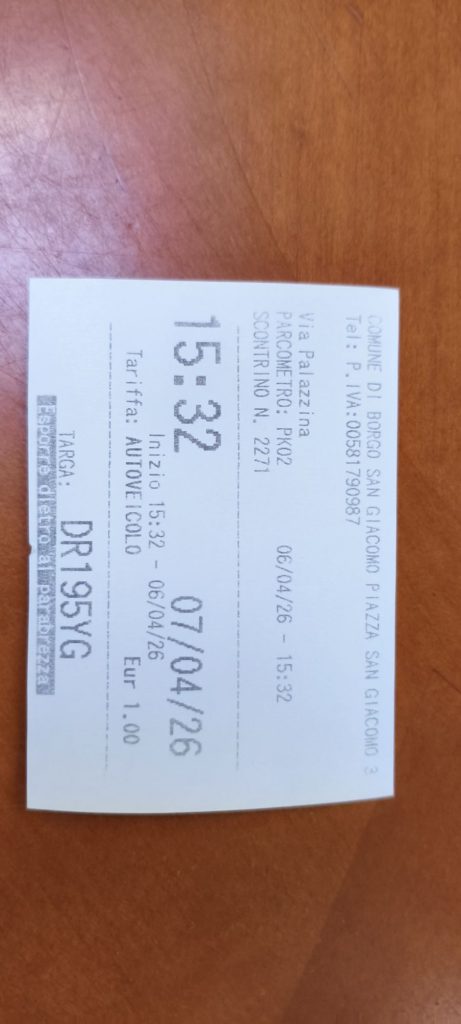 COMUNE DI BORGO SAN GIACOMO PIAZZA SAN GIACOMO 3
Tel: P.IVA:00581790987
Via Palazzina
PARCOMETRO: PK02 06/04/26 - 15:32
SCONTRINO N. 2271
15:32 07/04/26
Inizio 15:32 - 06/04/26
Tariffa: AUTOVEICOLO Eur 1.00
TARGA: DR195YG
Esporre dietro al parabrezza